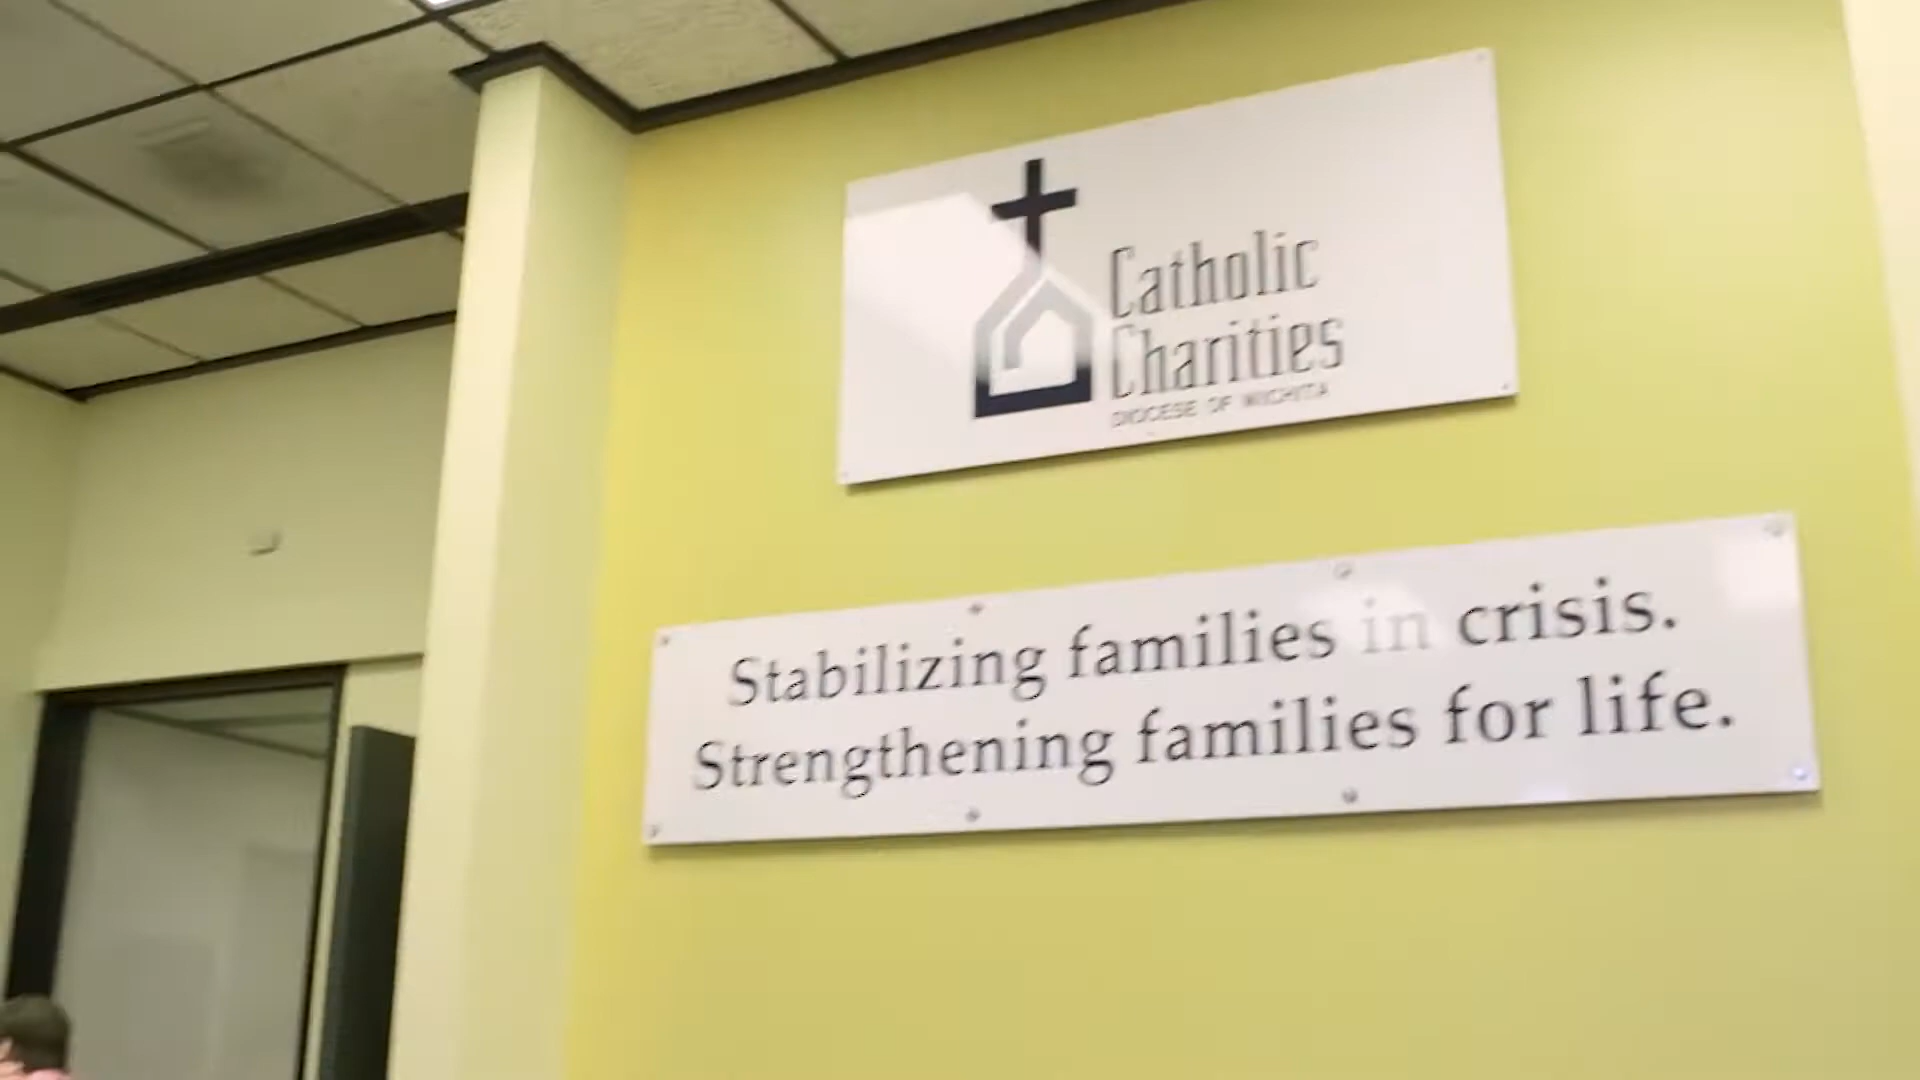 Catholic
Charities
DIOCESE OF WICHITA
Stabilizing families in crisis.
Strengthening families for life.